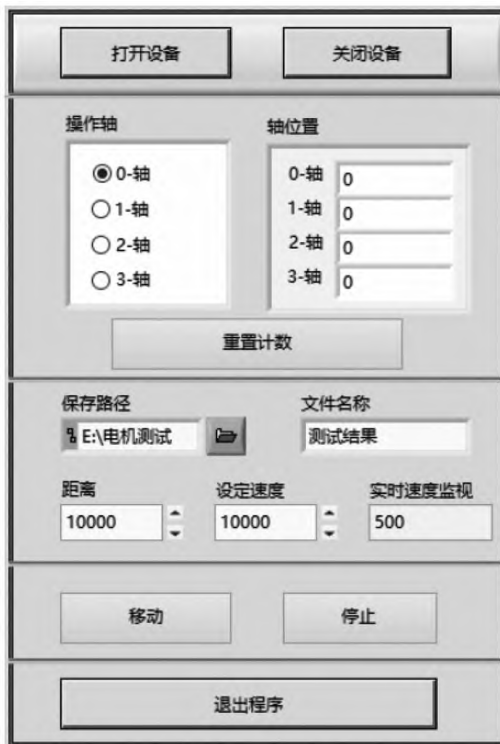 打开设备 关闭设备
操作轴 轴位置
0-轴 0-轴 0
1-轴 1-轴 0
2-轴 2-轴 0
3-轴 3-轴 0
重置计数
保存路径 文件名称
E:\电机测试 测试结果
距离 设定速度 实时速度监视
10000 10000 500
移动 停止
退出程序